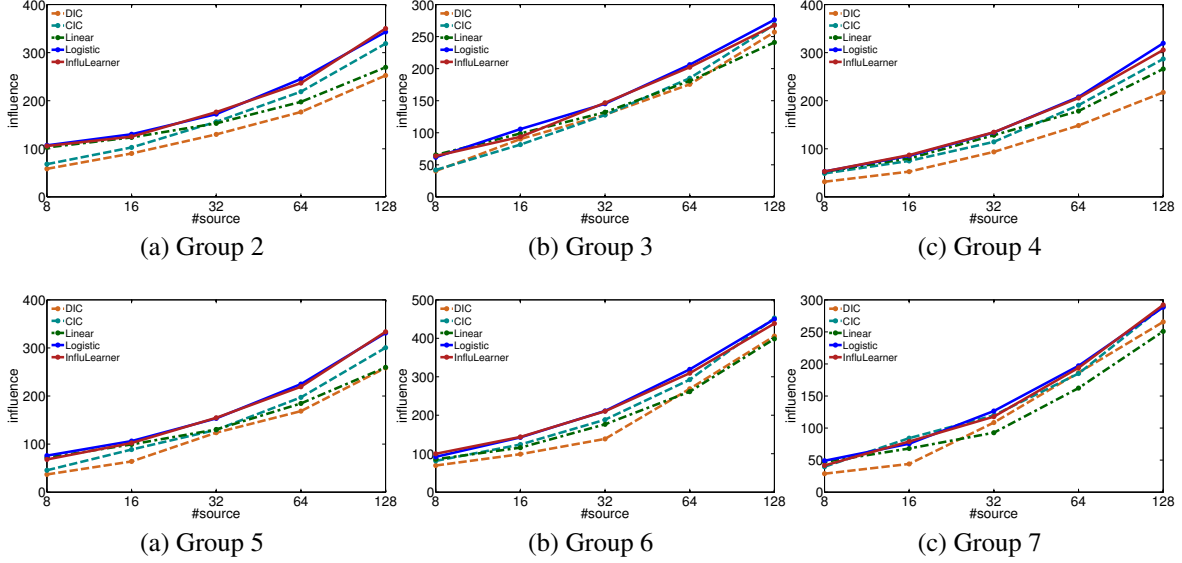 400
300
200
100
0
influence
DIC
CIC
Linear
Logistic
InfluLearner
8 16 32 64 128
#source
(a) Group 2
300
250
200
150
100
50
0
influence
DIC
CIC
Linear
Logistic
InfluLearner
8 16 32 64 128
#source
(b) Group 3
400
300
200
100
0
influence
DIC
CIC
Linear
Logistic
InfluLearner
8 16 32 64 128
#source
(c) Group 4
400
300
200
100
0
influence
DIC
CIC
Linear
Logistic
InfluLearner
8 16 32 64 128
#source
(a) Group 5
500
400
300
200
100
0
influence
DIC
CIC
Linear
Logistic
InfluLearner
8 16 32 64 128
#source
(b) Group 6
300
250
200
150
100
50
0
influence
DIC
CIC
Linear
Logistic
InfluLearner
8 16 32 64 128
#source
(c) Group 7